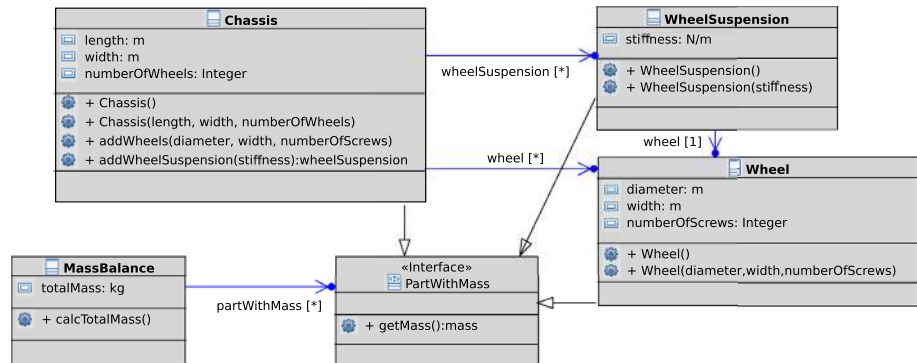 Chassis
length: m
width: m
numberOfWheels: Integer
+ Chassis()
+ Chassis(length, width, numberOfWheels)
+ addWheels(diameter, width, numberOfScrews)
+ addWheelSuspension(stiffness):wheelSuspension
wheelSuspension [*]
WheelSuspension
stiffness: N/m
+ WheelSuspension()
+ WheelSuspension(stiffness)
wheel [1]
wheel [*]
Wheel
diameter: m
width: m
numberOfScrews: Integer
+ Wheel()
+ Wheel(diameter,width,numberOfScrews)
MassBalance
totalMass: kg
+ calcTotalMass()
partWithMass [*]
«Interface»
PartWithMass
+ getMass():mass